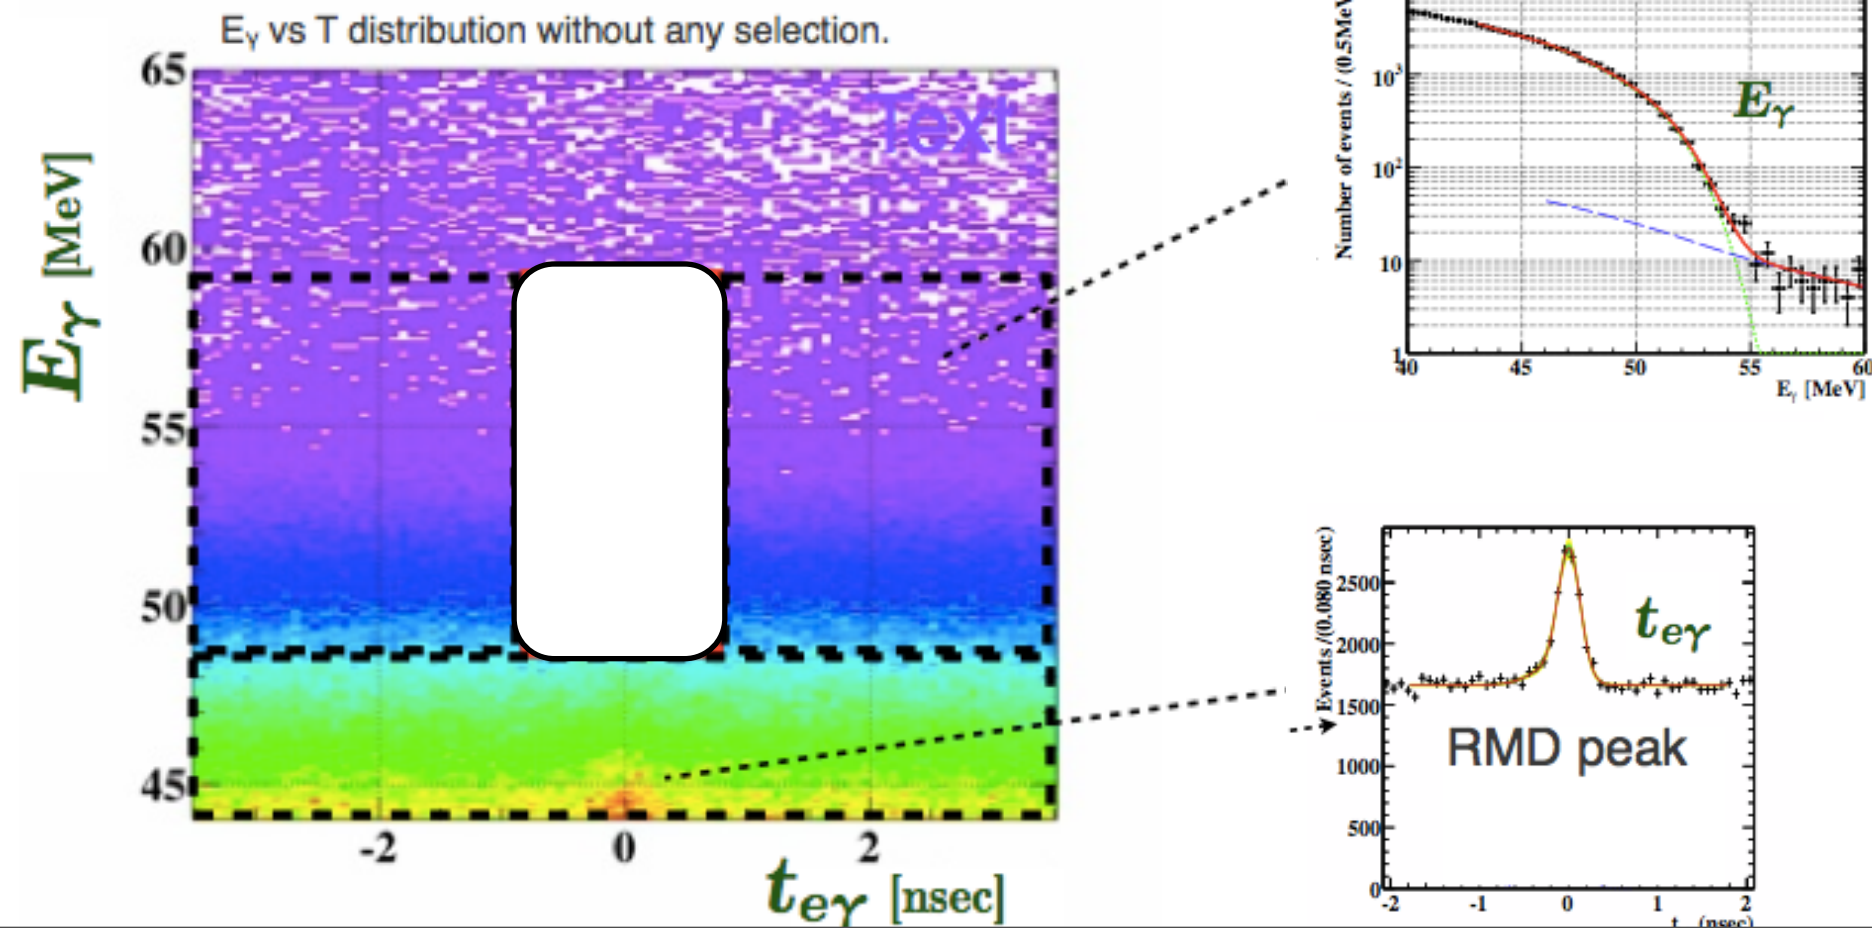 Eγ vs T distribution without any selection.
65
60
55
50
45
Eγ [MeV]
Text
-2
0
2
teγ [nsec]
Number of events / (0.5MeV
10³
10²
10
1
Eγ
40
45
50
55
60
Eγ [MeV]
Events /(0.080 nsec)
2500
2000
1500
1000
500
0
teγ
RMD peak
-2
-1
0
1
2
t (nsec)